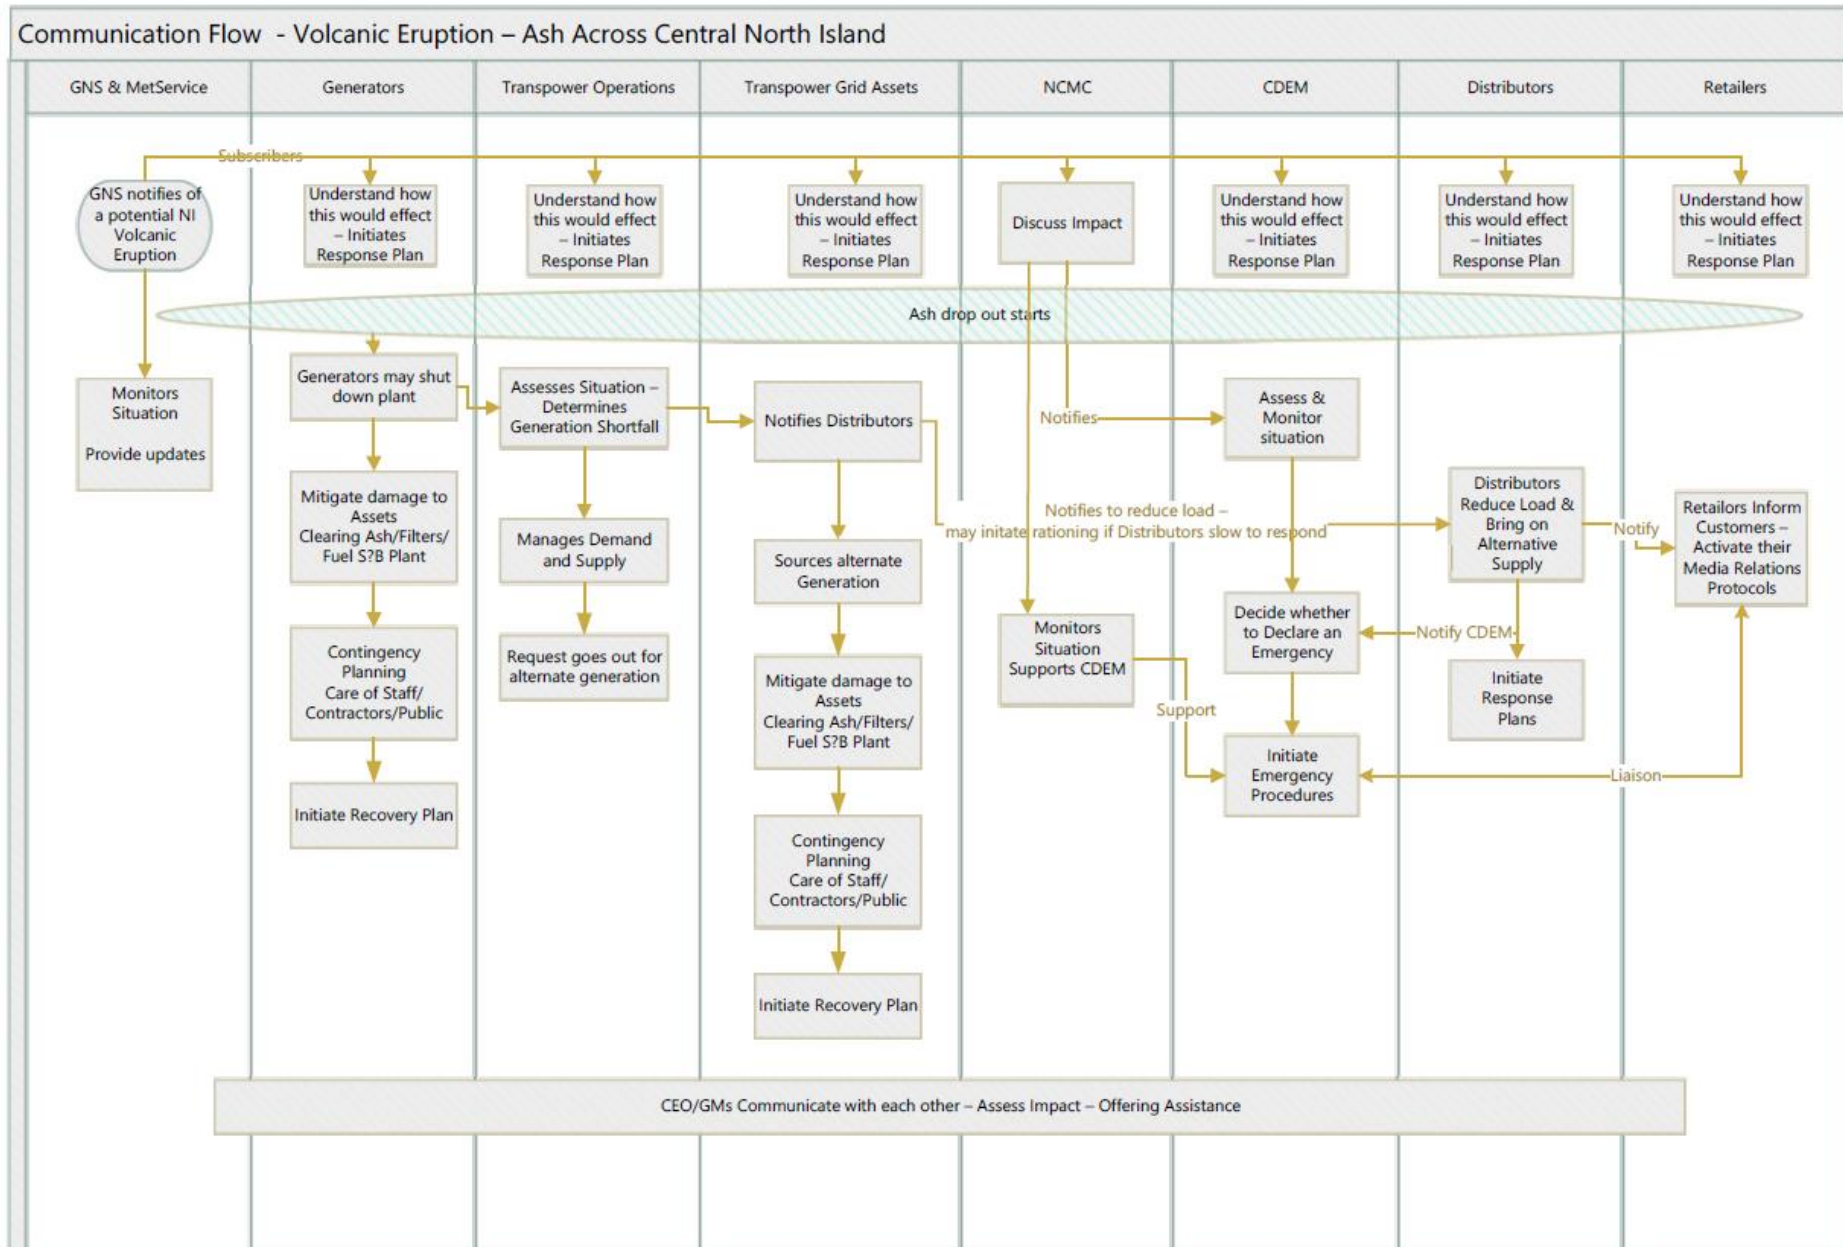 Communication Flow - Volcanic Eruption – Ash Across Central North Island
GNS & MetService
Generators
Transpower Operations
Transpower Grid Assets
NCMC
CDEM
Distributors
Retailers
Subscribers
GNS notifies of
a potential NI
Volcanic
Eruption
Understand how
this would effect
– Initiates
Response Plan
Understand how
this would effect
– Initiates
Response Plan
Understand how
this would effect
– Initiates
Response Plan
Discuss Impact
Understand how
this would effect
– Initiates
Response Plan
Understand how
this would effect
– Initiates
Response Plan
Understand how
this would effect
– Initiates
Response Plan
Ash drop out starts
Monitors
Situation
Provide updates
Generators may shut
down plant
Mitigate damage to
Assets
Clearing Ash/Filters/
Fuel S?B Plant
Contingency
Planning
Care of Staff/
Contractors/Public
Initiate Recovery Plan
Assesses Situation –
Determines
Generation Shortfall
Manages Demand
and Supply
Request goes out for
alternate generation
Notifies Distributors
Sources alternate
Generation
Mitigate damage to
Assets
Clearing Ash/Filters/
Fuel S?B Plant
Contingency
Planning
Care of Staff/
Contractors/Public
Initiate Recovery Plan
Notifies
Notifies to reduce load –
may initate rationing if Distributors slow to respond
Monitors
Situation
Supports CDEM
Support
Assess &
Monitor
situation
Decide whether
to Declare an
Emergency
Initiate
Emergency
Procedures
Notify CDEM
Distributors
Reduce Load &
Bring on
Alternative
Supply
Initiate
Response
Plans
Notify
Retailors Inform
Customers –
Activate their
Media Relations
Protocols
Liaison
CEO/GMs Communicate with each other – Assess Impact – Offering Assistance